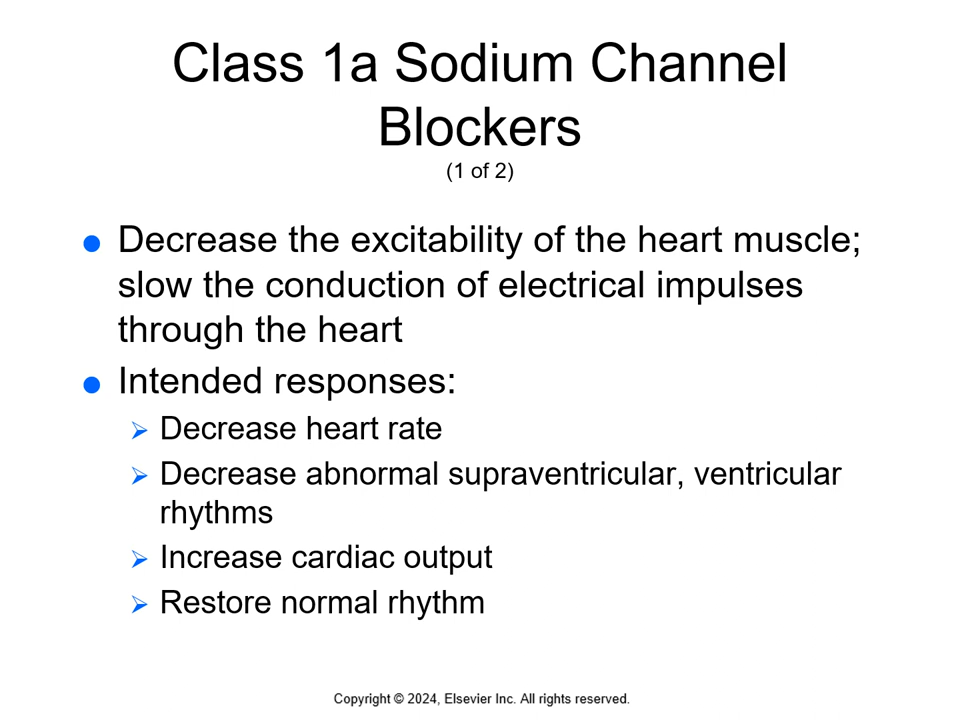 Class 1a Sodium Channel
Blockers
(1 of 2)
Decrease the excitability of the heart muscle;
slow the conduction of electrical impulses
through the heart
Intended responses:
Decrease heart rate
Decrease abnormal supraventricular, ventricular
rhythms
Increase cardiac output
Restore normal rhythm
Copyright © 2024, Elsevier Inc. All rights reserved.